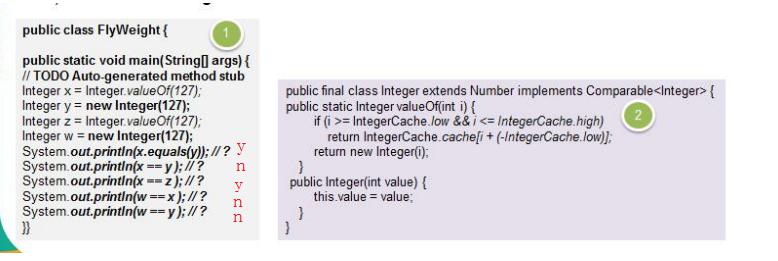 public class FlyWeight {
1
public static void main(String[] args) {
// TODO Auto-generated method stub
Integer x = Integer.valueOf(127);
Integer y = new Integer(127);
Integer z = Integer.valueOf(127);
Integer w = new Integer(127);
System.out.println(x.equals(y)); // ? y
System.out.println(x == y ); // ? n
System.out.println(x == z ); // ? y
System.out.println(w == x ); // ? n
System.out.println(w == y ); // ? n
}}
public final class Integer extends Number implements Comparable<Integer> {
public static Integer valueOf(int i) {
2
if (i >= IntegerCache.low && i <= IntegerCache.high)
return IntegerCache.cache[i + (-IntegerCache.low)];
return new Integer(i);
}
public Integer(int value) {
this.value = value;
}
}